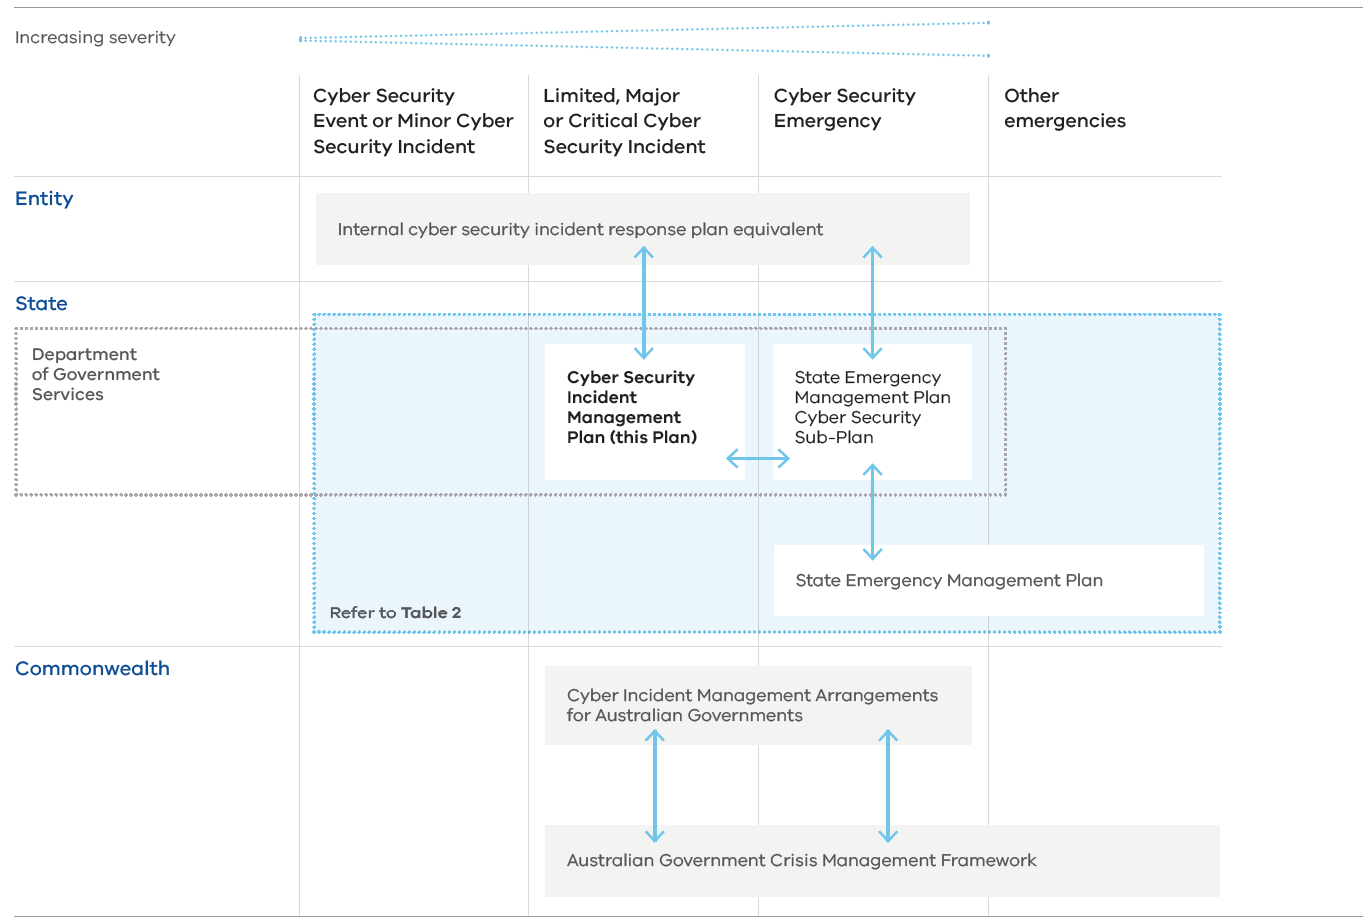 Increasing severity
Cyber Security
Event or Minor Cyber
Security Incident
Limited, Major
or Critical Cyber
Security Incident
Cyber Security
Emergency
Other
emergencies
Entity
Internal cyber security incident response plan equivalent
State
Department
of Government
Services
Cyber Security
Incident
Management
Plan (this Plan)
State Emergency
Management Plan
Cyber Security
Sub-Plan
State Emergency Management Plan
Refer to Table 2
Commonwealth
Cyber Incident Management Arrangements
for Australian Governments
Australian Government Crisis Management Framework